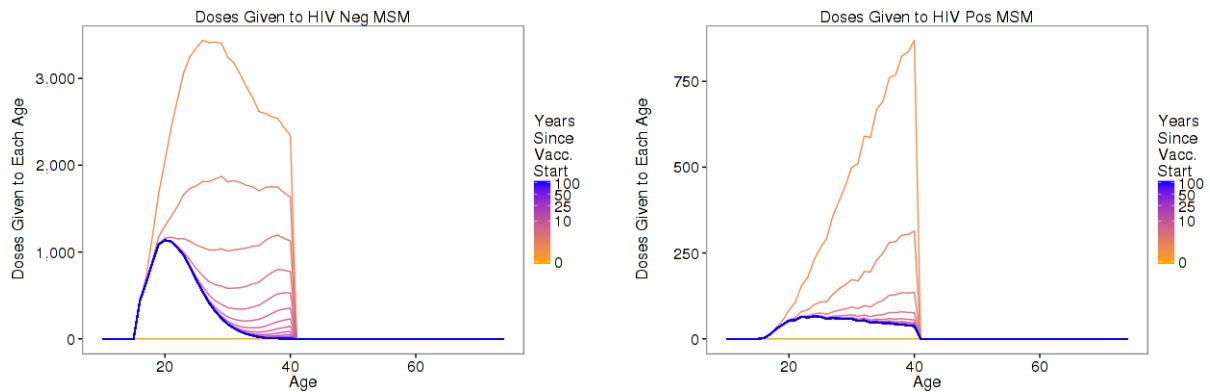 Doses Given to HIV Neg MSM
Doses Given to Each Age
3,000
2,000
1,000
0
20
40
60
Age
Years
Since
Vacc.
Start
100
50
25
10
0
Doses Given to HIV Pos MSM
Doses Given to Each Age
750
500
250
0
20
40
60
Age
Years
Since
Vacc.
Start
100
50
25
10
0